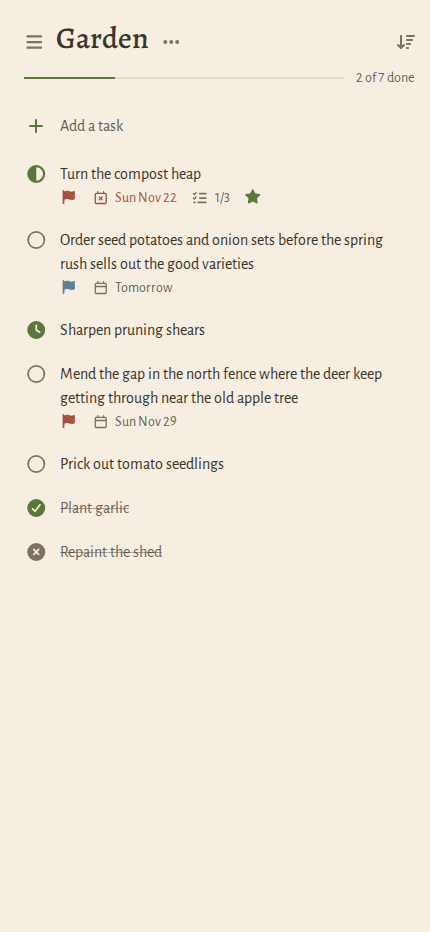 Garden
2 of 7 done
Add a task
Turn the compost heap
Sun Nov 22 1/3
Order seed potatoes and onion sets before the spring
rush sells out the good varieties
Tomorrow
Sharpen pruning shears
Mend the gap in the north fence where the deer keep
getting through near the old apple tree
Sun Nov 29
Prick out tomato seedlings
Plant garlic
Repaint the shed